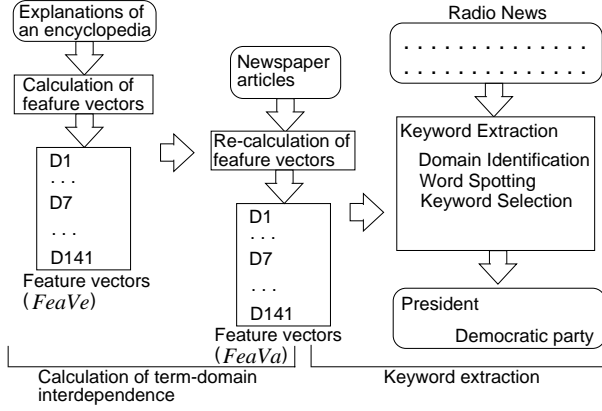 Explanations of
an encyclopedia
Calculation of
feafure vectors
D1
. . .
D7
. . .
D141
Feature vectors
(FeaVe)
Newspaper
articles
Re-calculation of
feafure vectors
D1
. . .
D7
. . .
D141
Feature vectors
(FeaVa)
Calculation of term-domain
interdependence
Radio News
. . . . . . . . . . . . . .
. . . . . . . . . . . . . .
Keyword Extraction
Domain Identification
Word Spotting
Keyword Selection
President
Democratic party
Keyword extraction